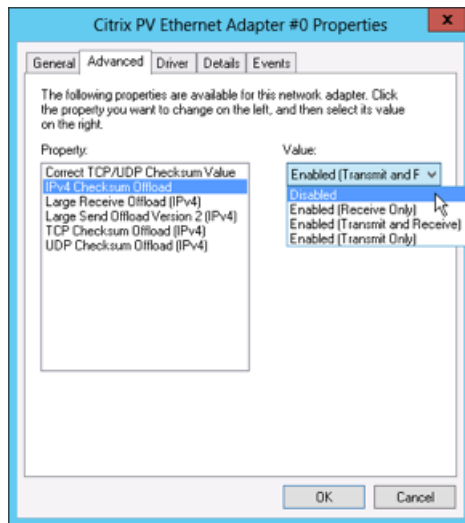 Citrix PV Ethernet Adapter #0 Properties
x
General Advanced Driver Details Events
The following properties are available for this network adapter. Click
the property you want to change on the left, and then select its value
on the right.
Property: Value:
Correct TCP/UDP Checksum Value
IPv4 Checksum Offload
Large Receive Offload (IPv4)
Large Send Offload Version 2 (IPv4)
TCP Checksum Offload (IPv4)
UDP Checksum Offload (IPv4)
Enabled (Transmit and F
Disabled
Enabled (Receive Only)
Enabled (Transmit and Receive)
Enabled (Transmit Only)
OK Cancel